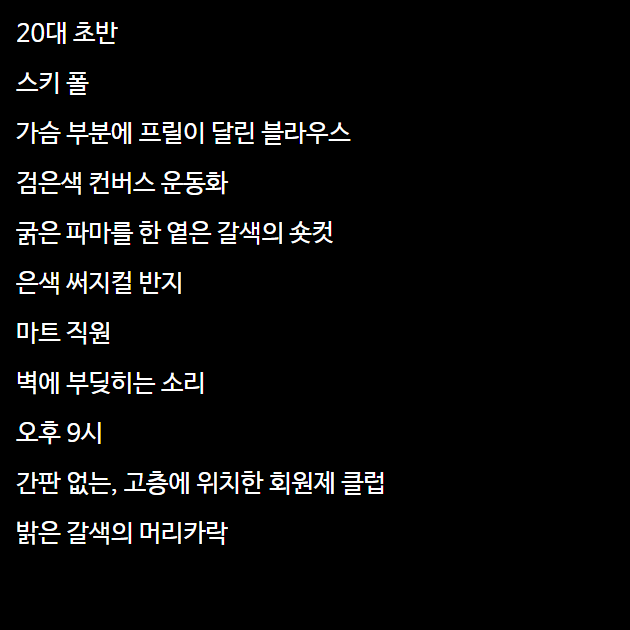 20대 초반
스키 폴
가슴 부분에 프릴이 달린 블라우스
검은색 컨버스 운동화
굵은 파마를 한 옅은 갈색의 숏컷
은색 써지컬 반지
마트 직원
벽에 부딪히는 소리
오후 9시
간판 없는, 고층에 위치한 회원제 클럽
밝은 갈색의 머리카락